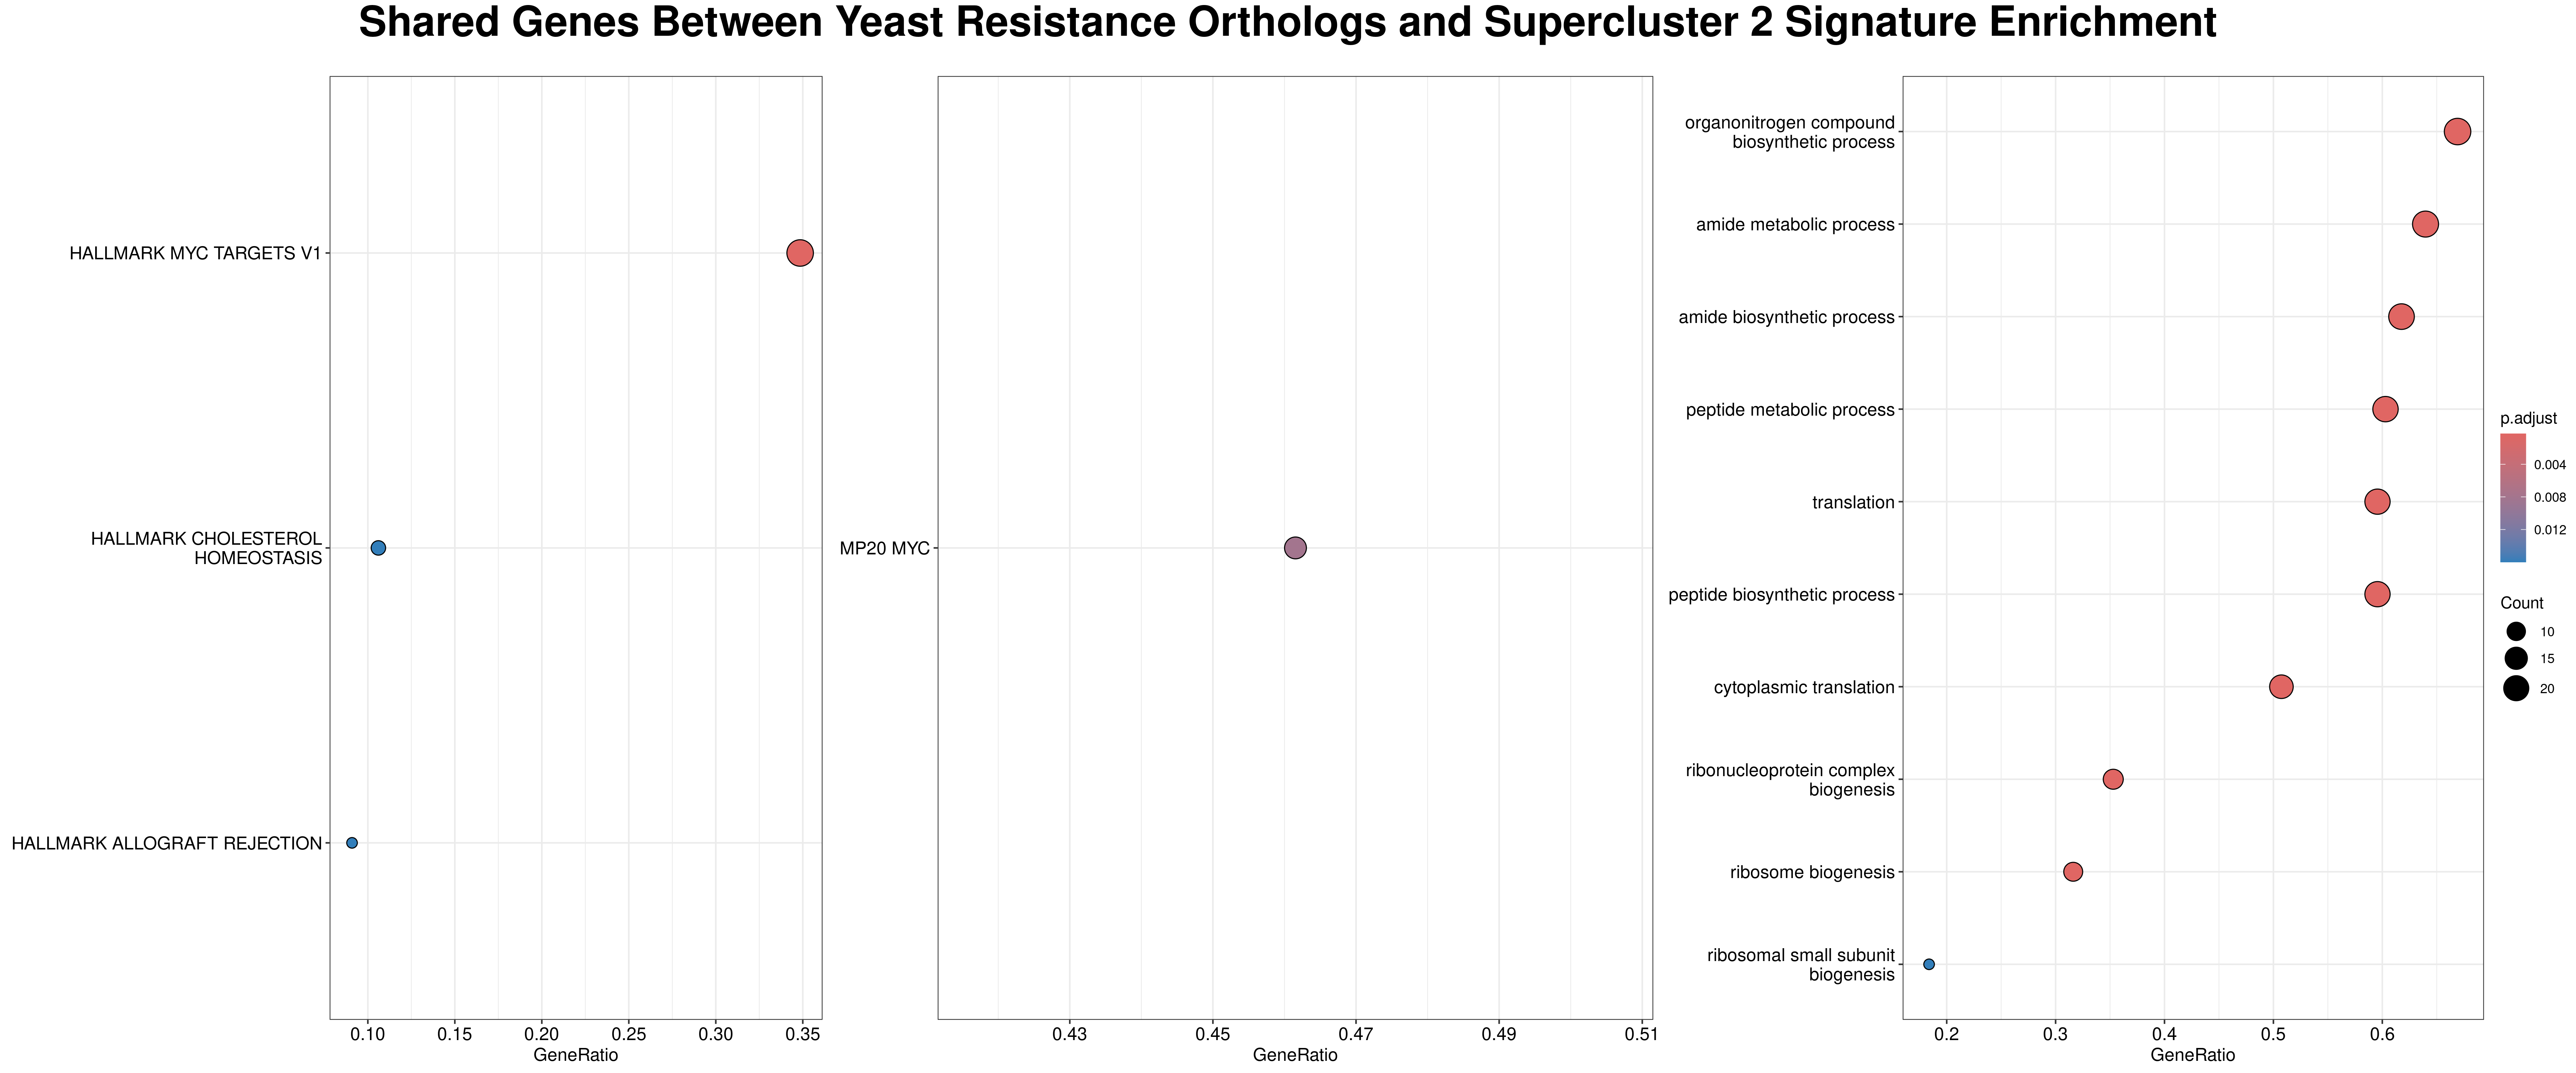 Shared Genes Between Yeast Resistance Orthologs and Supercluster 2 Signature Enrichment
HALLMARK MYC TARGETS V1
HALLMARK CHOLESTEROL
HOMEOSTASIS
HALLMARK ALLOGRAFT REJECTION
0.10 0.15 0.20 0.25 0.30 0.35
GeneRatio
MP20 MYC
0.43 0.45 0.47 0.49 0.51
GeneRatio
organonitrogen compound
biosynthetic process
amide metabolic process
amide biosynthetic process
peptide metabolic process
translation
peptide biosynthetic process
cytoplasmic translation
ribonucleoprotein complex
biogenesis
ribosome biogenesis
ribosomal small subunit
biogenesis
0.2 0.3 0.4 0.5 0.6
GeneRatio
p.adjust
0.004
0.008
0.012
Count
10
15
20